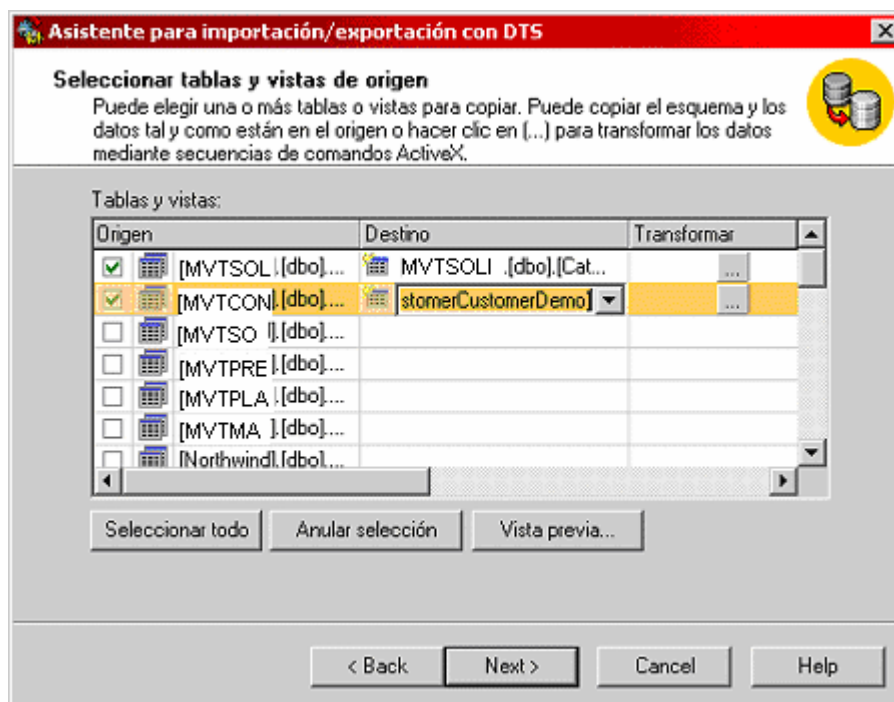 Asistente para importación/exportación con DTS
Seleccionar tablas y vistas de origen
Puede elegir una o más tablas o vistas para copiar. Puede copiar el esquema y los
datos tal y como están en el origen o hacer clic en (...) para transformar los datos
mediante secuencias de comandos ActiveX.
Tablas y vistas:
Origen Destino Transformar
[MVTSOL].[dbo].... MVTSOLI .[dbo].[Cat... ...
[MVTCON].[dbo].... stomerCustomerDemo] ...
[MVTSO ].[dbo]....
[MVTPRE ].[dbo]....
[MVTPLA ].[dbo]....
[MVTMA ].[dbo]....
[Northwind].[dbo]....
Seleccionar todo Anular selección Vista previa...
< Back Next > Cancel Help